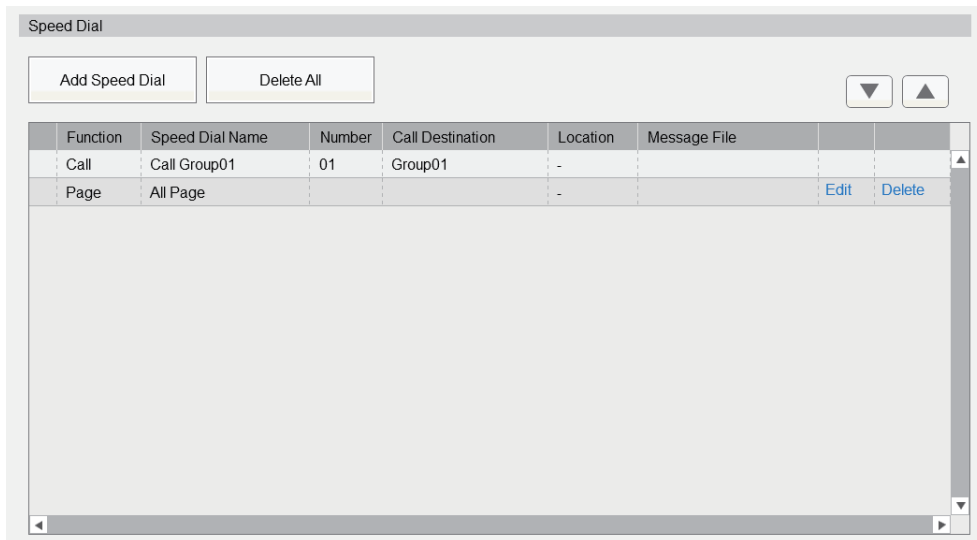 Speed Dial
Add Speed Dial Delete All
Function Speed Dial Name Number Call Destination Location Message File
Call Call Group01 01 Group01 -
Page All Page - Edit Delete